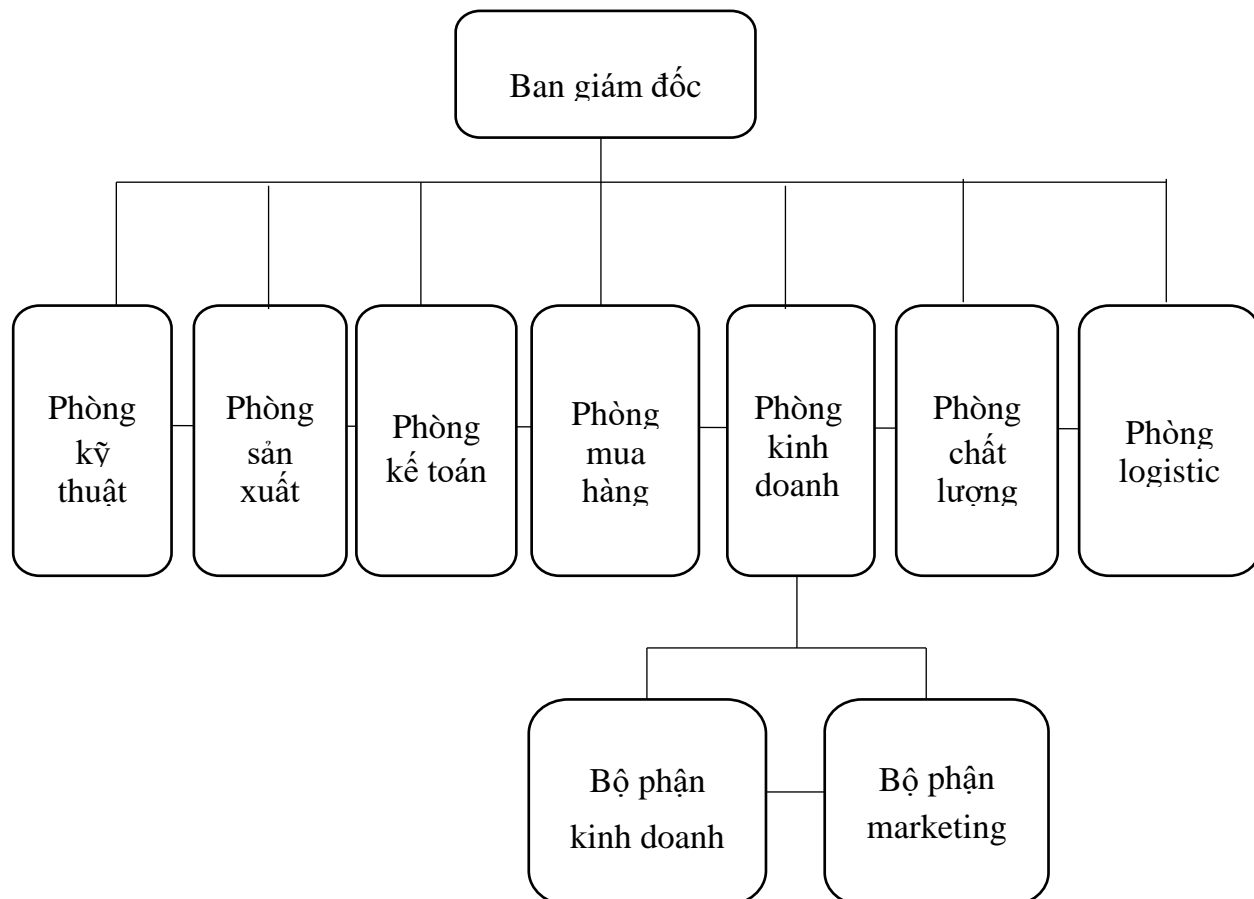 Ban giám đốc
Phòng
kỹ
thuật
Phòng
sản
xuất
Phòng
kế toán
Phòng
mua
hàng
Phòng
kinh
doanh
Phòng
chất
lượng
Phòng
logistic
Bộ phận
kinh doanh
Bộ phận
marketing